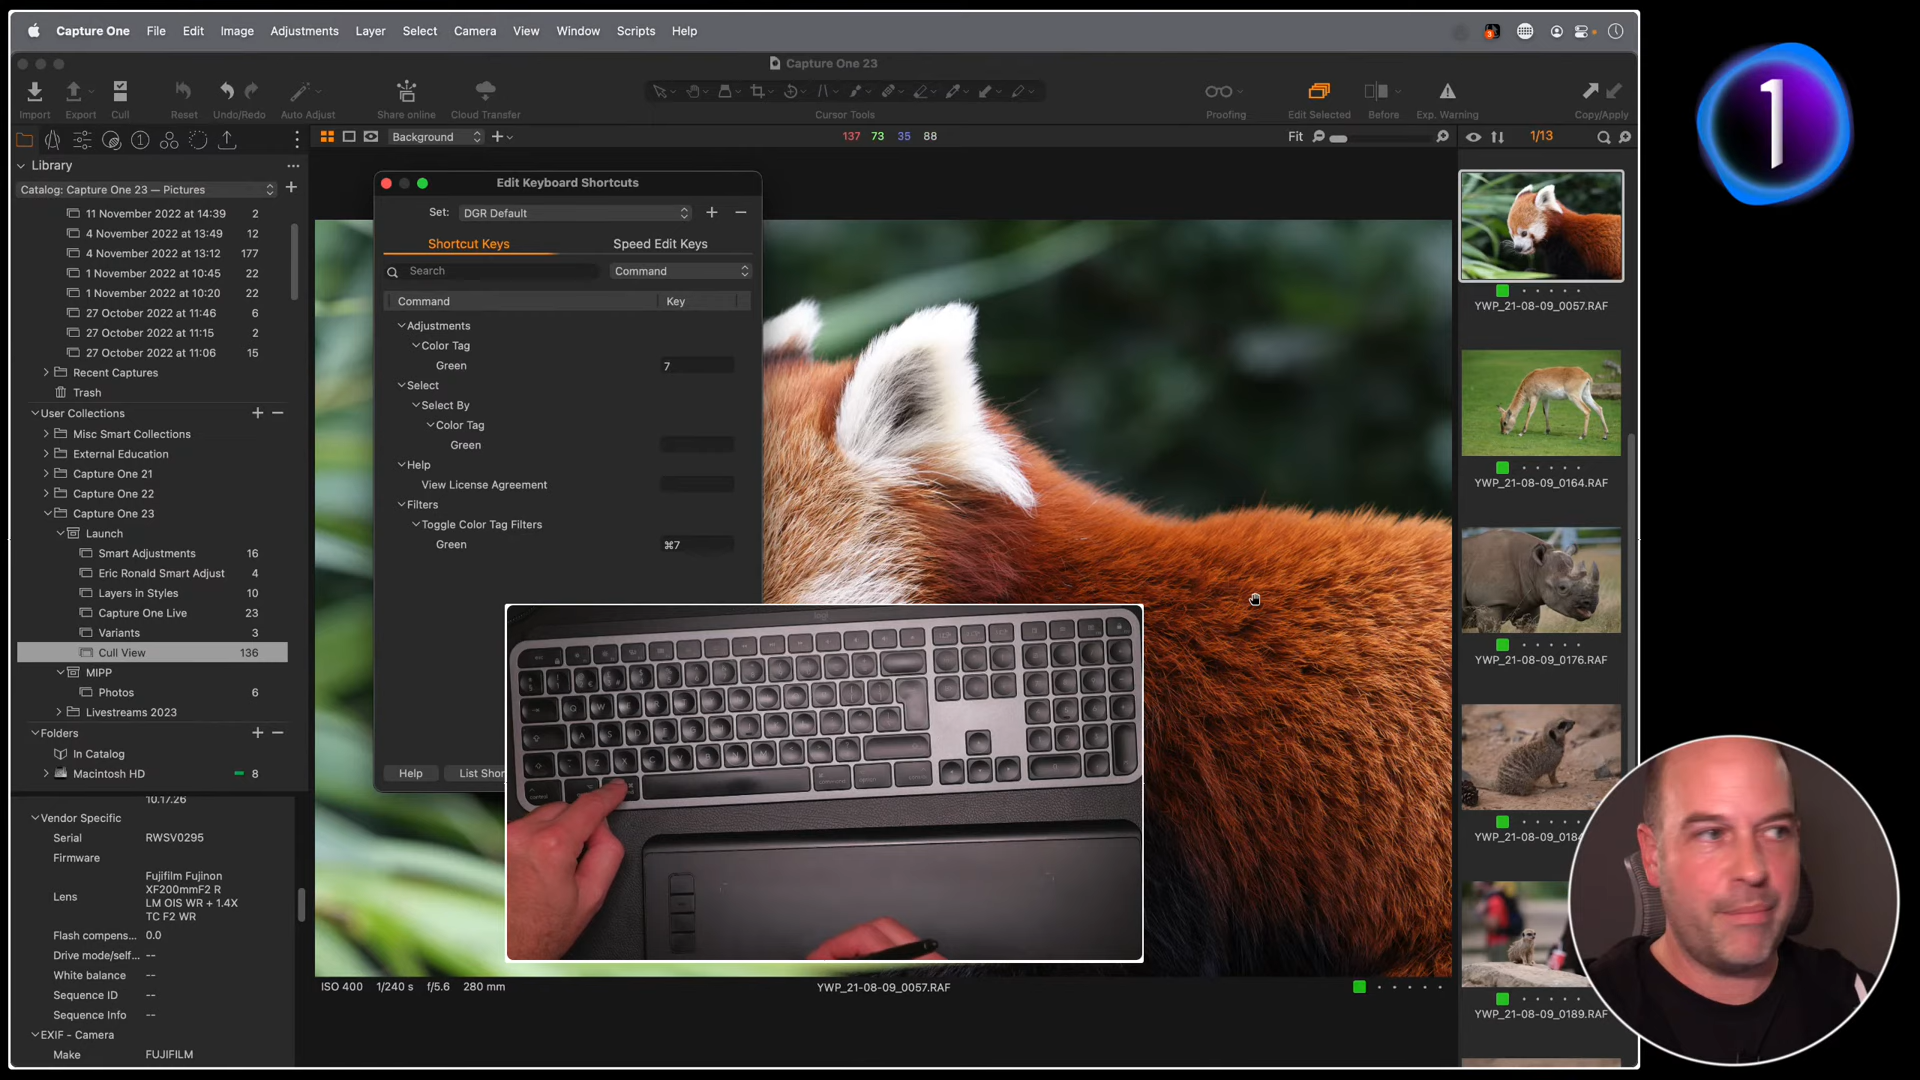 Capture One File Edit Image Adjustments Layer Select Camera View Window Scripts Help
3
Capture One 23
Import Export Cull Reset Undo/Redo Auto Adjust Share online Cloud Transfer Cursor Tools Proofing Edit Selected Before Exp. Warning Copy/Apply
1
Background 137 73 35 88 Fit 1/13
Library
Catalog: Capture One 23 — Pictures
11 November 2022 at 14:39 2
4 November 2022 at 13:49 12
4 November 2022 at 13:12 177
1 November 2022 at 10:45 22
1 November 2022 at 10:20 22
27 October 2022 at 11:46 6
27 October 2022 at 11:15 2
27 October 2022 at 11:06 15
Recent Captures
Trash
User Collections
Misc Smart Collections
External Education
Capture One 21
Capture One 22
Capture One 23
Launch
Smart Adjustments 16
Eric Ronald Smart Adjust 4
Layers in Styles 10
Capture One Live 23
Variants 3
Cull View 136
MIPP
Photos 6
Livestreams 2023
Folders
In Catalog
Macintosh HD 8
10.17.26
Vendor Specific
Serial RWSV0295
Firmware
Lens Fujifilm Fujinon
XF200mmF2 R
LM OIS WR + 1.4X
TC F2 WR
Flash compens... 0.0
Drive mode/self... --
White balance --
Sequence ID --
Sequence Info --
EXIF - Camera
Make FUJIFILM
Edit Keyboard Shortcuts
Set: DGR Default
Shortcut Keys Speed Edit Keys
Search Command
Command Key
Adjustments
Color Tag
Green 7
Select
Select By
Color Tag
Green
Help
View License Agreement
Filters
Toggle Color Tag Filters
Green ⌘7
Help List Shor
ISO 400 1/240 s f/5.6 280 mm YWP_21-08-09_0057.RAF
YWP_21-08-09_0057.RAF
YWP_21-08-09_0164.RAF
YWP_21-08-09_0176.RAF
YWP_21-08-09_0184
YWP_21-08-09_0189.RAF
1